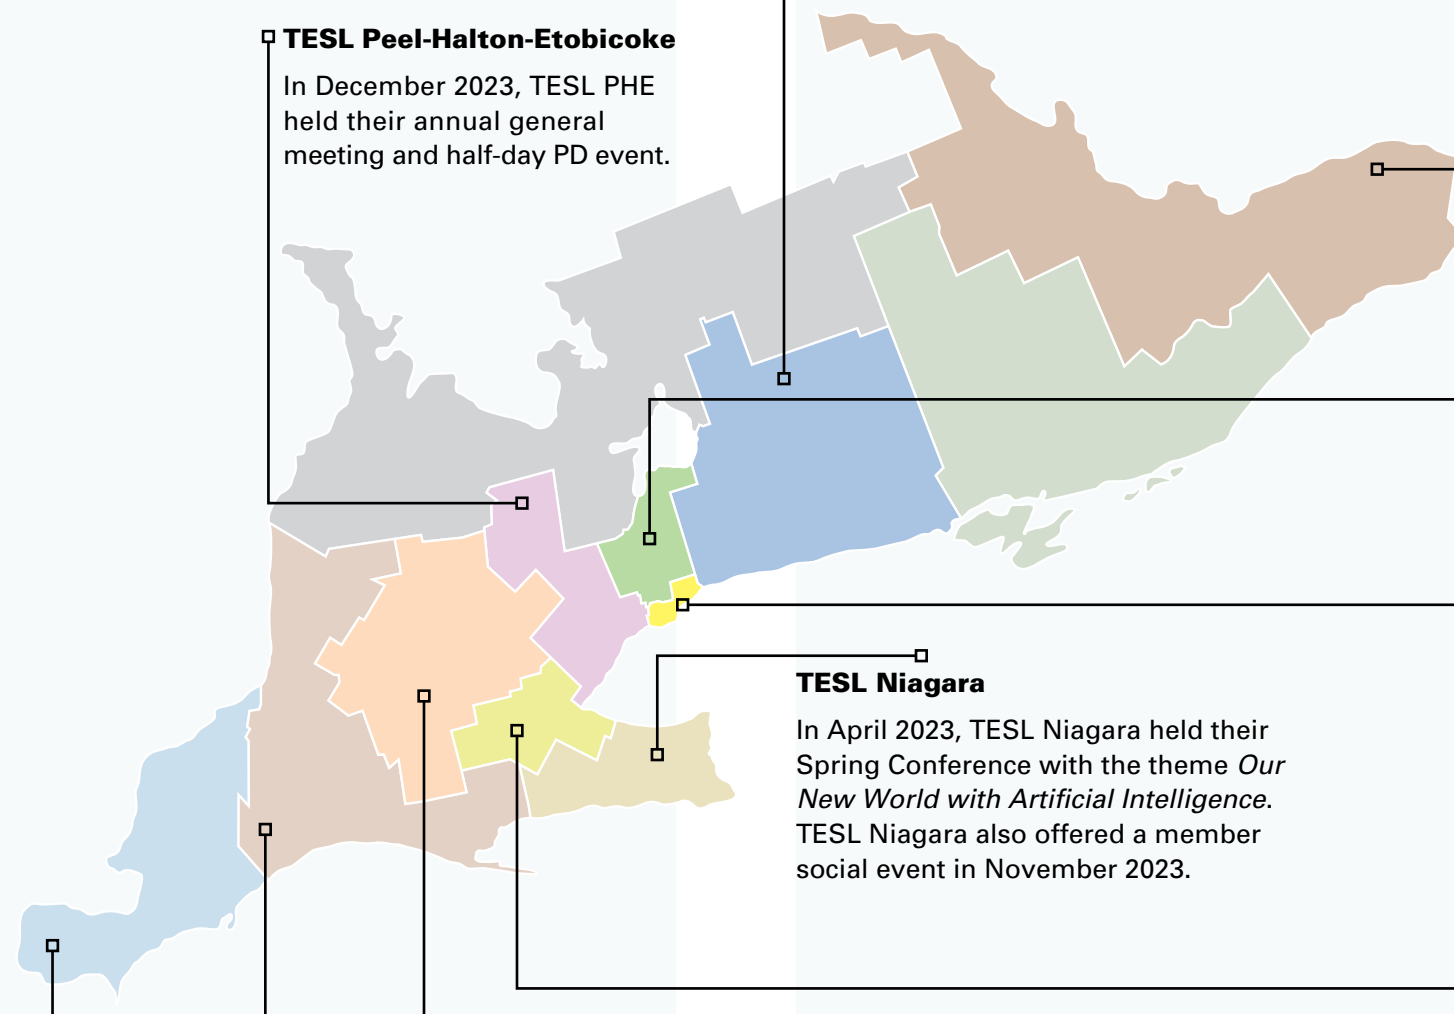 TESL Peel-Halton-Etobicoke
In December 2023, TESL PHE
held their annual general
meeting and half-day PD event.
TESL Niagara
In April 2023, TESL Niagara held their
Spring Conference with the theme Our
New World with Artificial Intelligence.
TESL Niagara also offered a member
social event in November 2023.